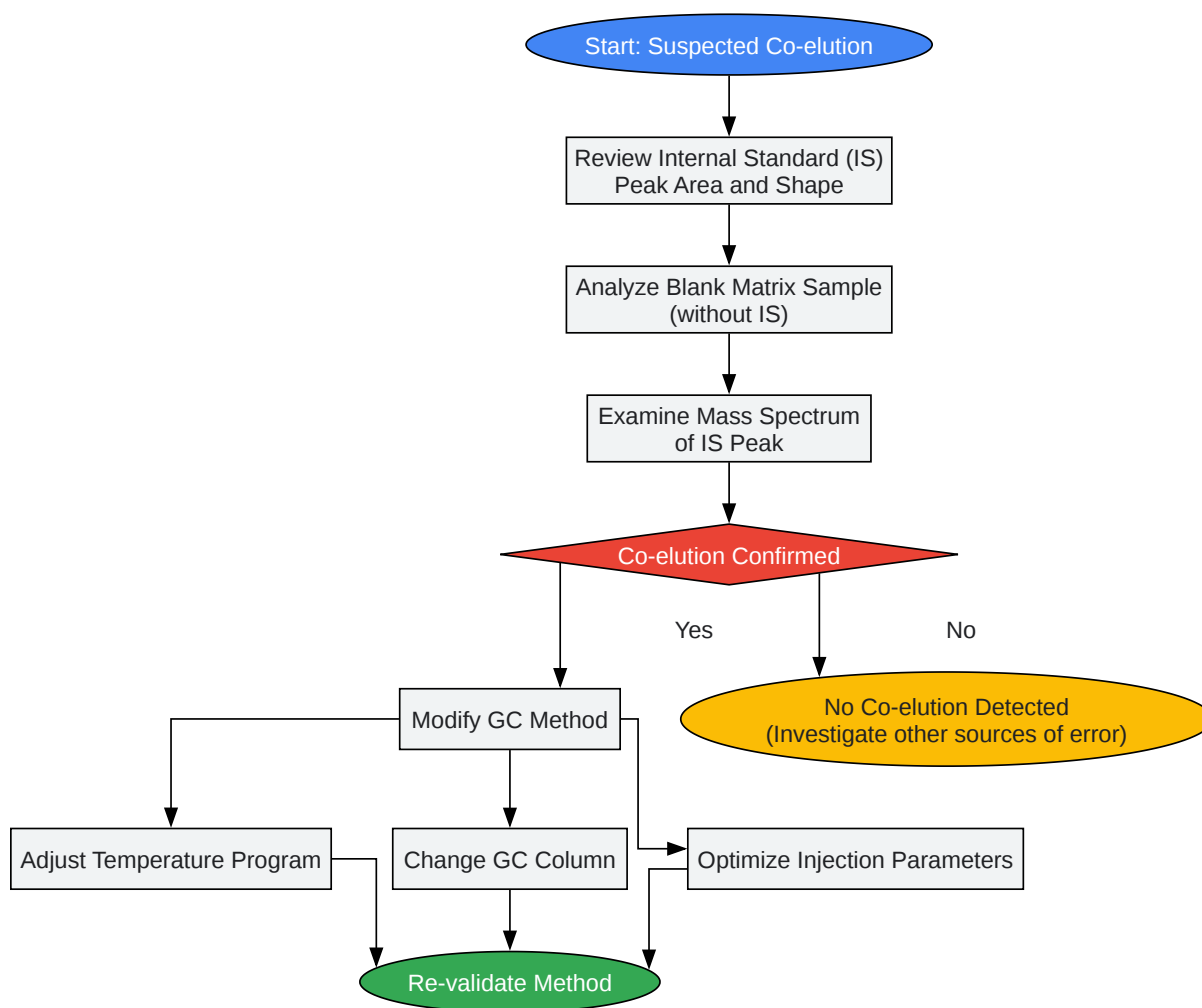 Start: Suspected Co-elution
Review Internal Standard (IS)
Peak Area and Shape
Analyze Blank Matrix Sample
(without IS)
Examine Mass Spectrum
of IS Peak
Co-elution Confirmed
Yes
No
Modify GC Method
No Co-elution Detected
(Investigate other sources of error)
Adjust Temperature Program
Change GC Column
Optimize Injection Parameters
Re-validate Method